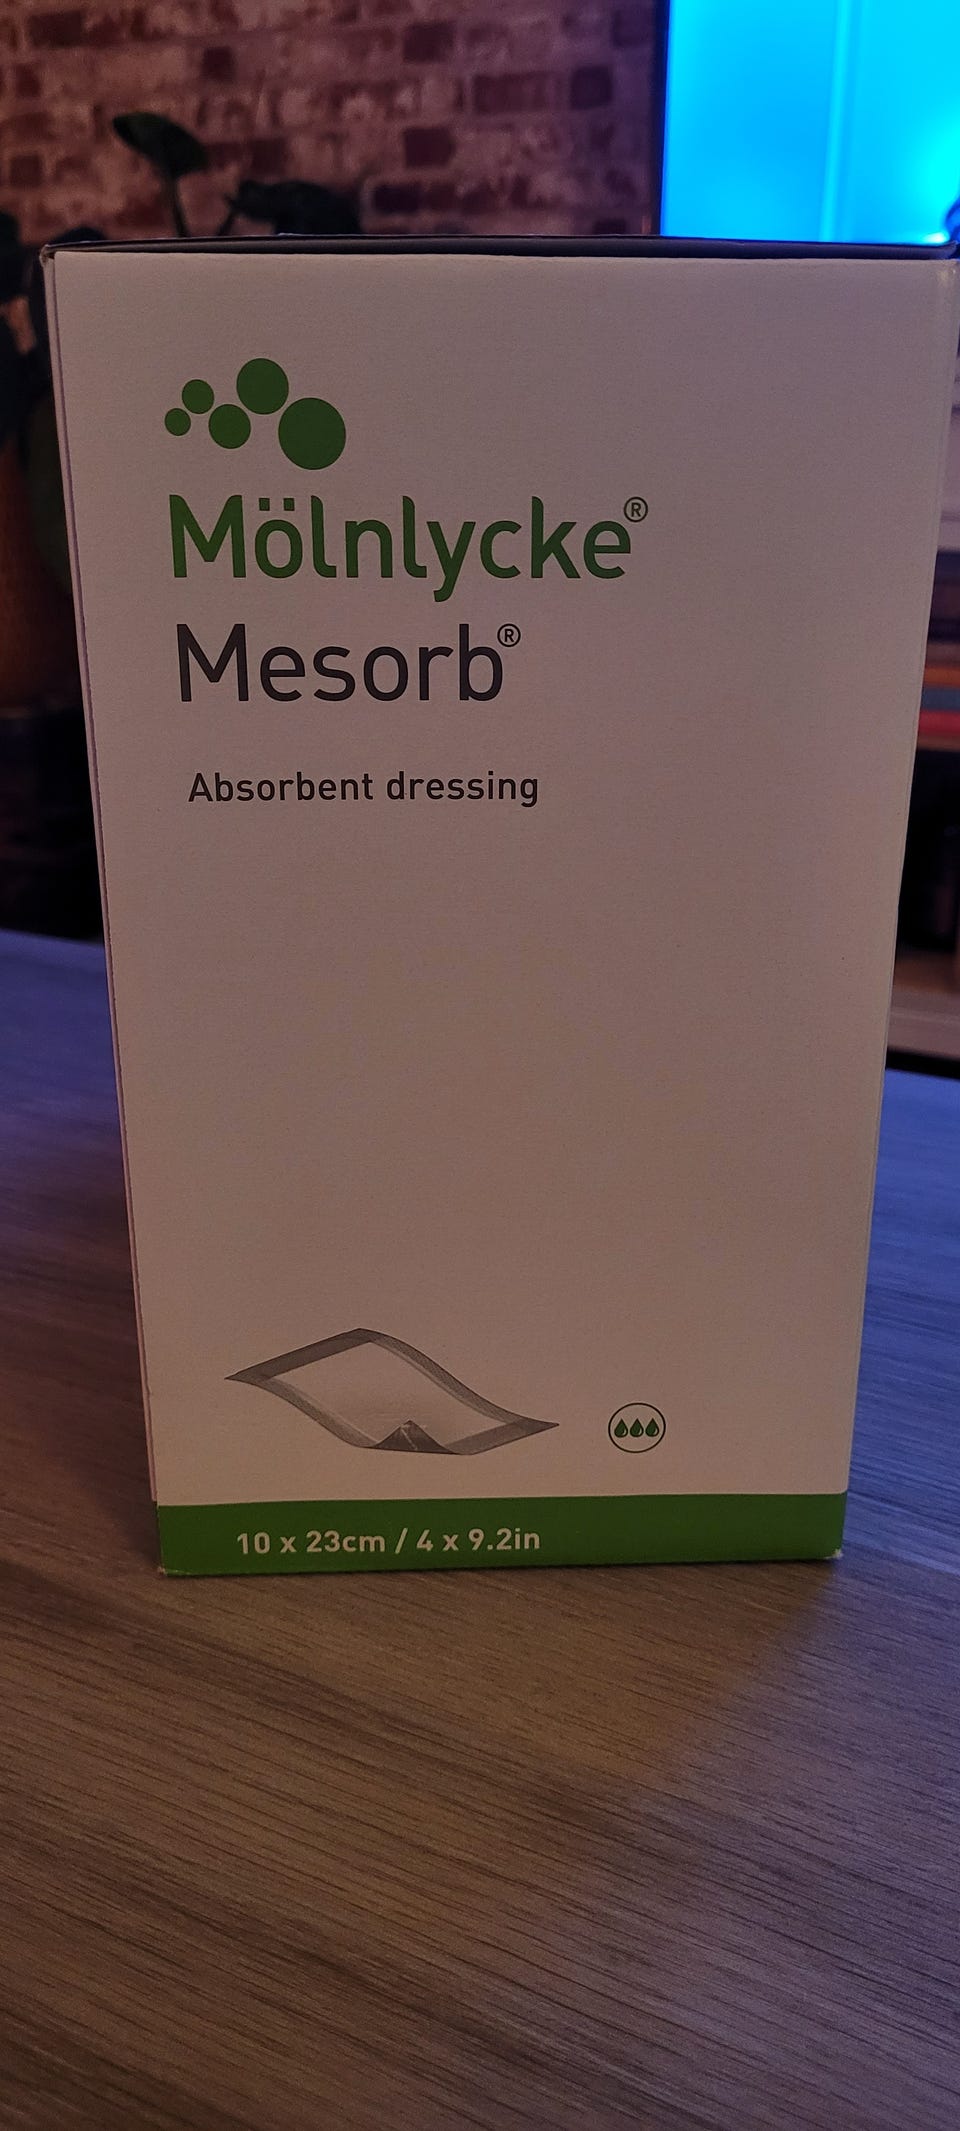 Mölnlycke®
Mesorb®
Absorbent dressing
10 x 23cm / 4 x 9.2in